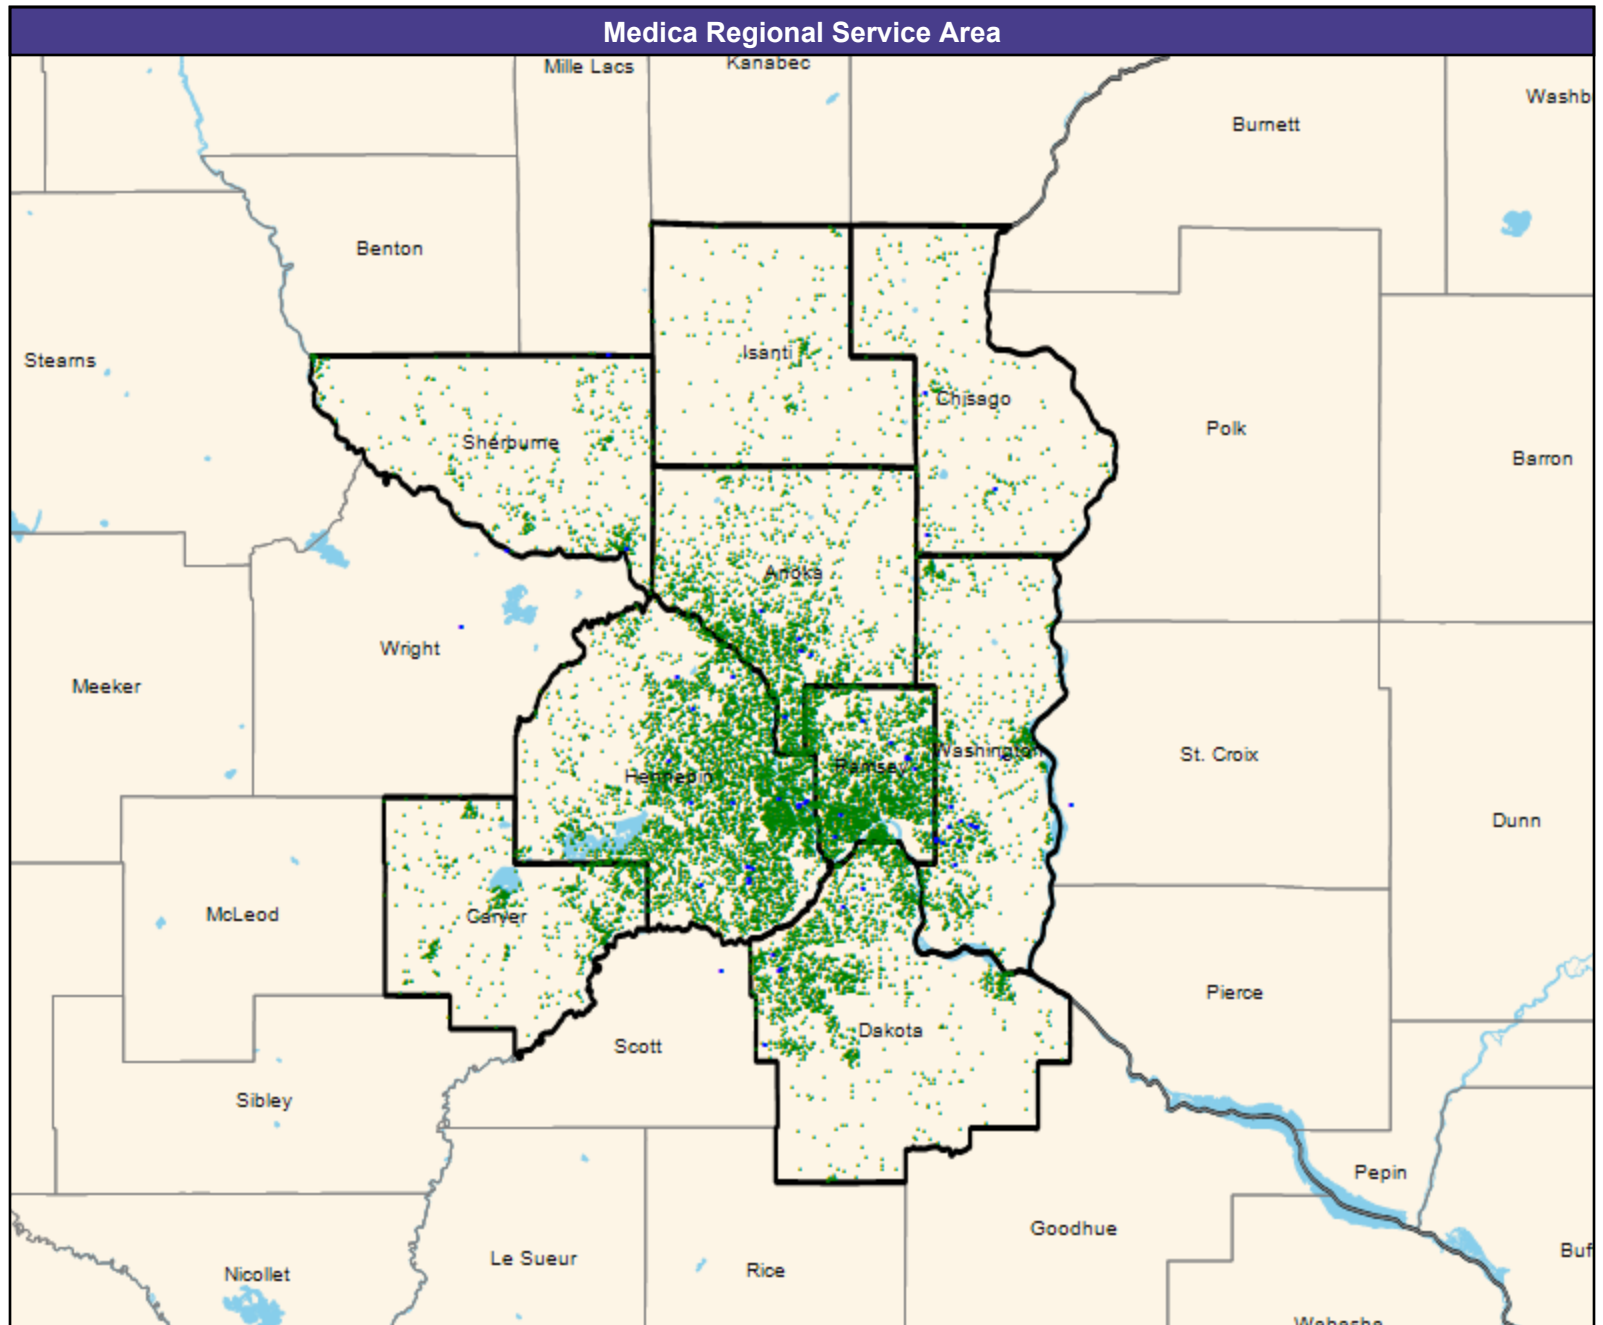 Medica Regional Service Area
Mille Lacs
Kanabec
Washb
Burnett
Benton
Stearns
Isanti
Chisago
Polk
Sherburne
Barron
Anoka
Wright
Meeker
Washington
St. Croix
Hennepin
Ramsey
Dunn
McLeod
Carver
Pierce
Dakota
Scott
Sibley
Pepin
Goodhue
Buf
Le Sueur
Rice
Nicollet